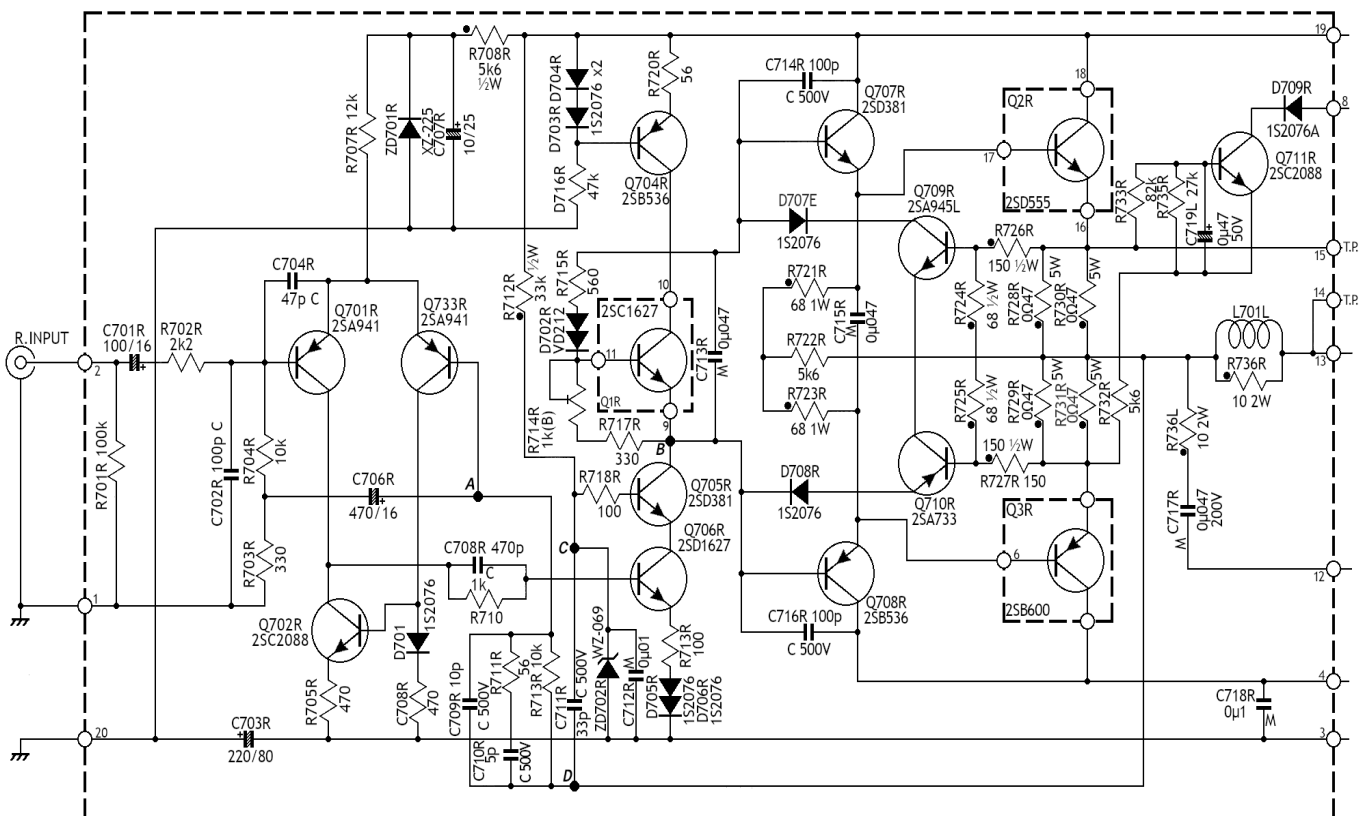 19
R708R
5k6
½W
D704R
D703R
1S2076 x2
R720R
56
C714R 100p
C 500V
Q707R
2SD381
18
Q2R
D709R
8
1S2076A
R707R 12k
ZD701R
XZ-225
C707R
10/25
+
D716R
47k
Q704R
2SB536
17
2SD555
16
Q711R
2SC2088
R733R
82k
R735R 27k
C719L
0µ47
50V
+
D707E
1S2076
Q709R
2SA945L
R726R
150 ½W
15
T.P.
C704R
47p C
R712R
33k ½W
R715R
560
10
R721R
68 1W
C715R
M
0µ047
R724R
68 ½W
R728R
0Ω47
5W
R730R
0Ω47
5W
14
T.P.
L701L
R.INPUT
C701R
100/16
+
R702R
2k2
2
Q701R
2SA941
Q733R
2SA941
D702R
VD212
2SC1627
11
Q1R
C713R
M
0µ047
R722R
5k6
13
R736R
10 2W
R714R
1k(B)
R717R
330
9
B
R723R
68 1W
R725R
68 ½W
R729R
0Ω47
5W
R731R
0Ω47
5W
R732R
5k6
R736L
10 2W
R701R 100k
C702R 100p C
R704R
10k
C706R
470/16
+
A
R718R
100
Q705R
2SD381
D708R
1S2076
Q710R
2SA733
150 ½W
R727R 150
C717R
M
0µ047
200V
R703R
330
C
C708R 470p
C
1k
R710
Q706R
2SD1627
Q3R
6
2SB600
12
1
Q702R
2SC2088
D701
1S2076
Q708R
2SB536
C716R 100p
C 500V
R705R
470
C708R
470
C709R 10p
C 500V
R711R
56
R713R 10k
C711R
33p C 500V
WZ-069
ZD702R
M
0µ01
C712R
R713R
100
D705R
1S2076
D706R
1S2076
4
C718R
0µ1
M
20
C703R
+
220/80
C710R
5p
C 500V
3
D